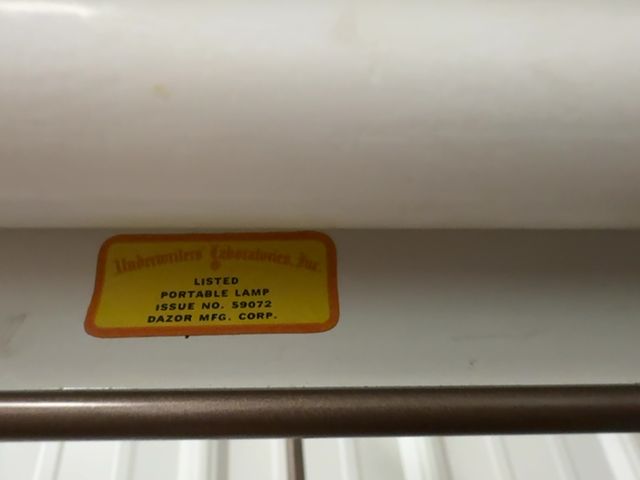 Underwriters' Laboratories, Inc.
®
LISTED
PORTABLE LAMP
ISSUE NO. 59072
DAZOR MFG. CORP.